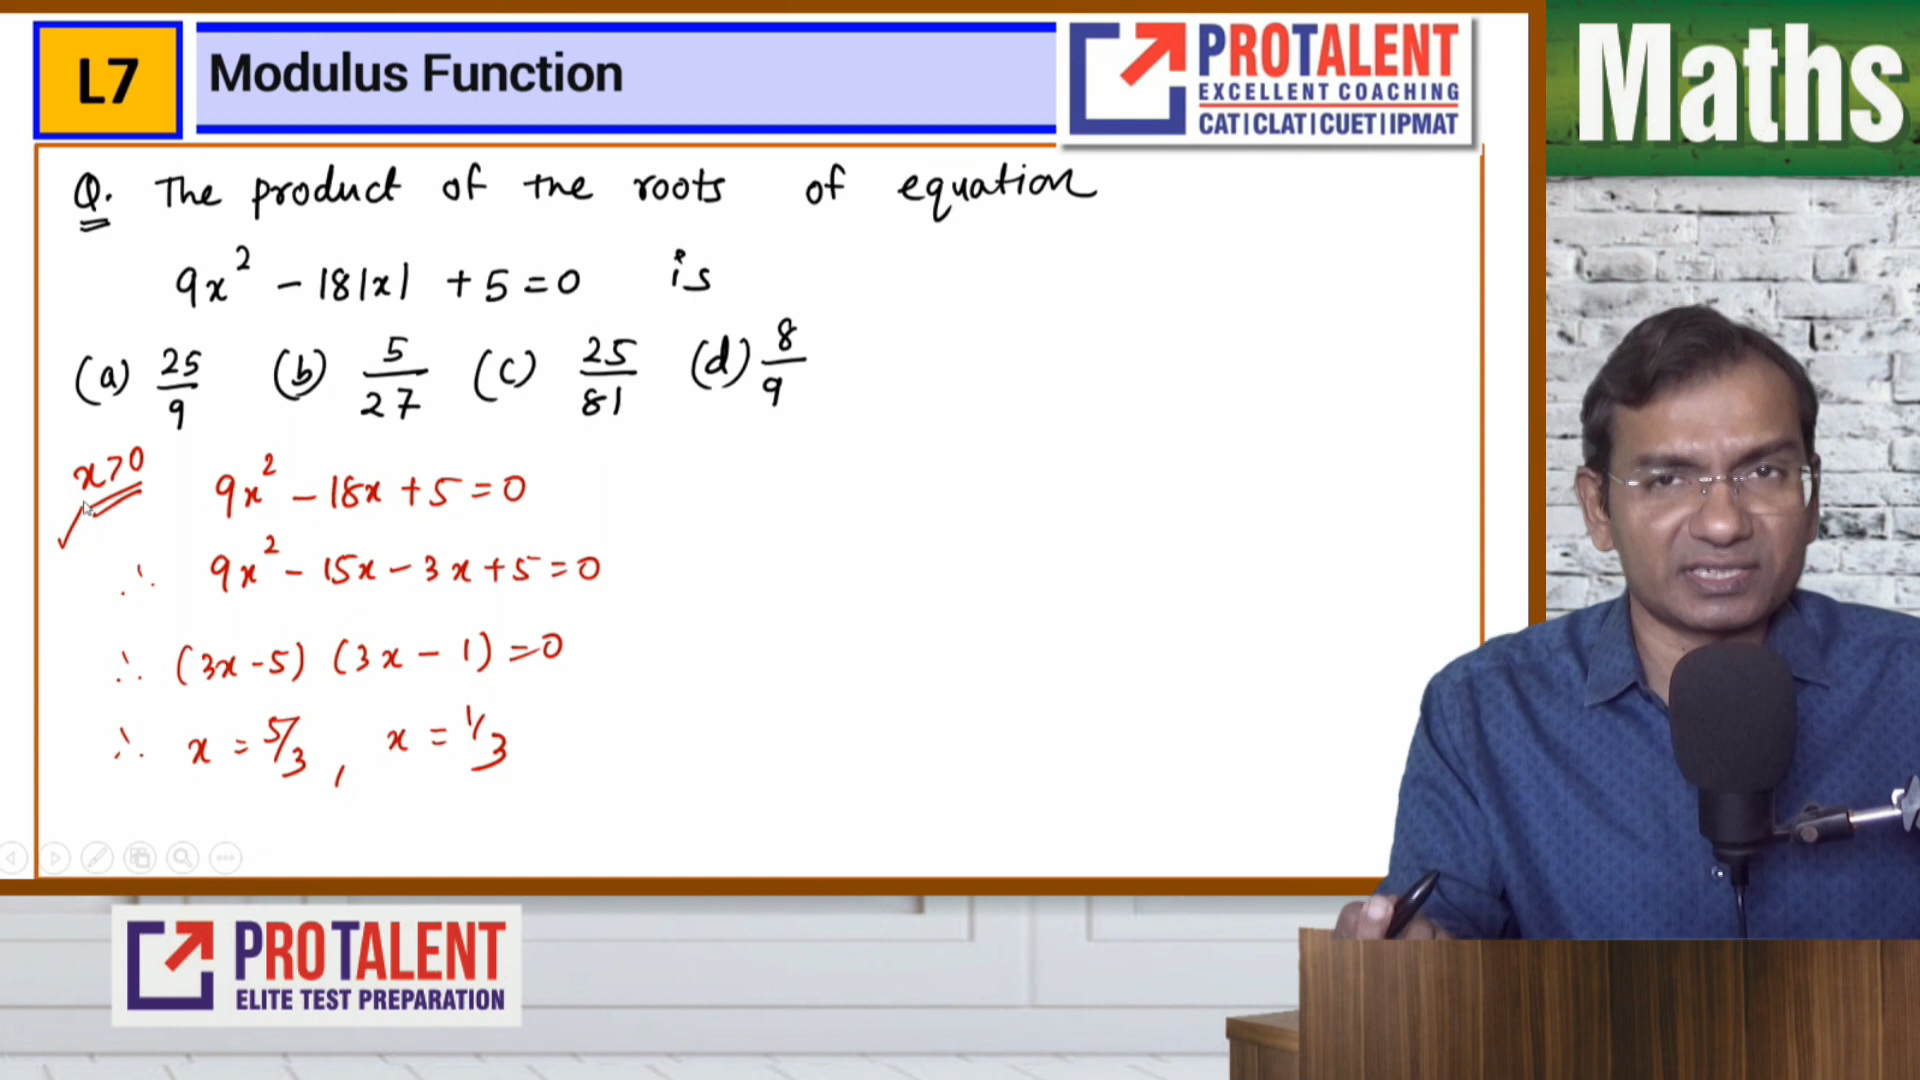 L7
Modulus Function
PROTALENT
EXCELLENT COACHING
CAT|CLAT|CUET|IPMAT
Maths
Q. The product of the roots of equation
9x² - 18|x| + 5 = 0 is
(a) 25/9 (b) 5/27 (c) 25/81 (d) 8/9
x>0 9x² - 18x + 5 = 0
∴ 9x² - 15x - 3x + 5 = 0
∴ (3x - 5) (3x - 1) = 0
∴ x = 5/3, x = 1/3
PROTALENT
ELITE TEST PREPARATION